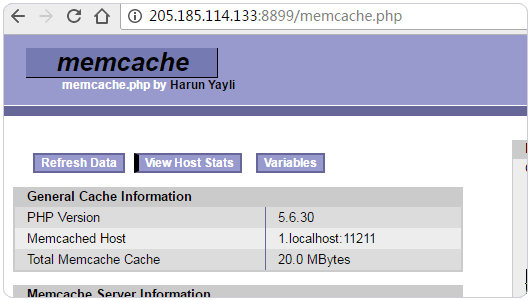 205.185.114.133:8899/memcache.php
memcache
memcache.php by Harun Yayli
Refresh Data View Host Stats Variables
General Cache Information
PHP Version 5.6.30
Memcached Host 1.localhost:11211
Total Memcache Cache 20.0 MBytes
Memcache Server Information